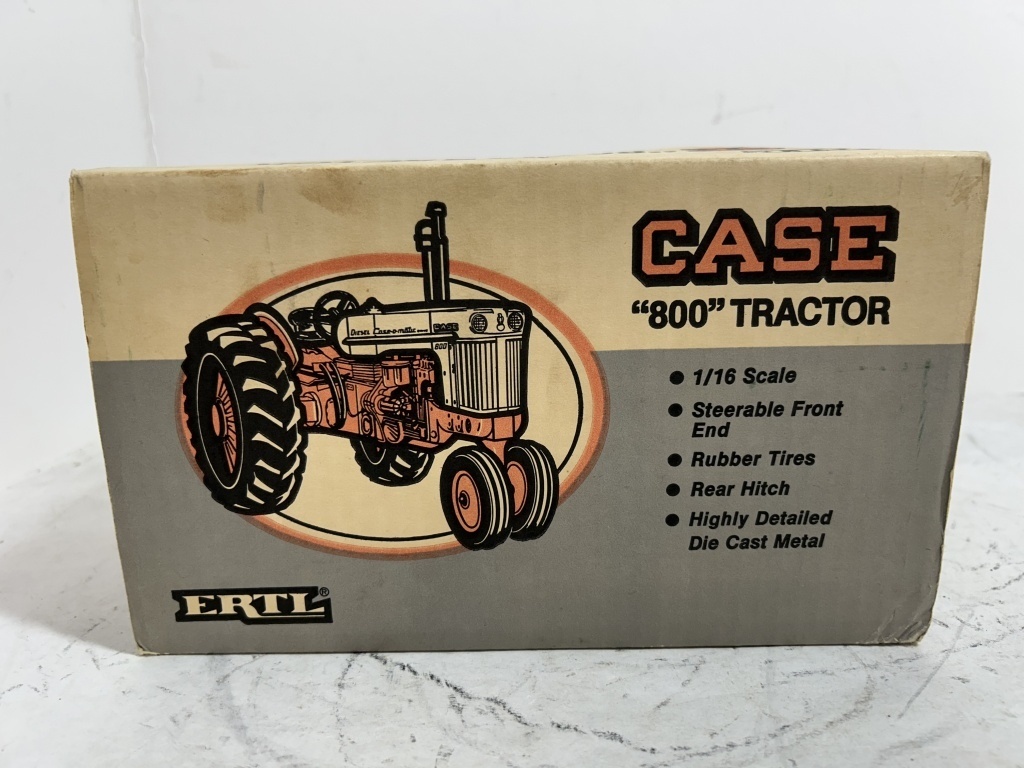 CASE
"800" TRACTOR
DIESEL Case-o-matic CASE
800
• 1/16 Scale
• Steerable Front
End
• Rubber Tires
• Rear Hitch
• Highly Detailed
Die Cast Metal
ERTL®